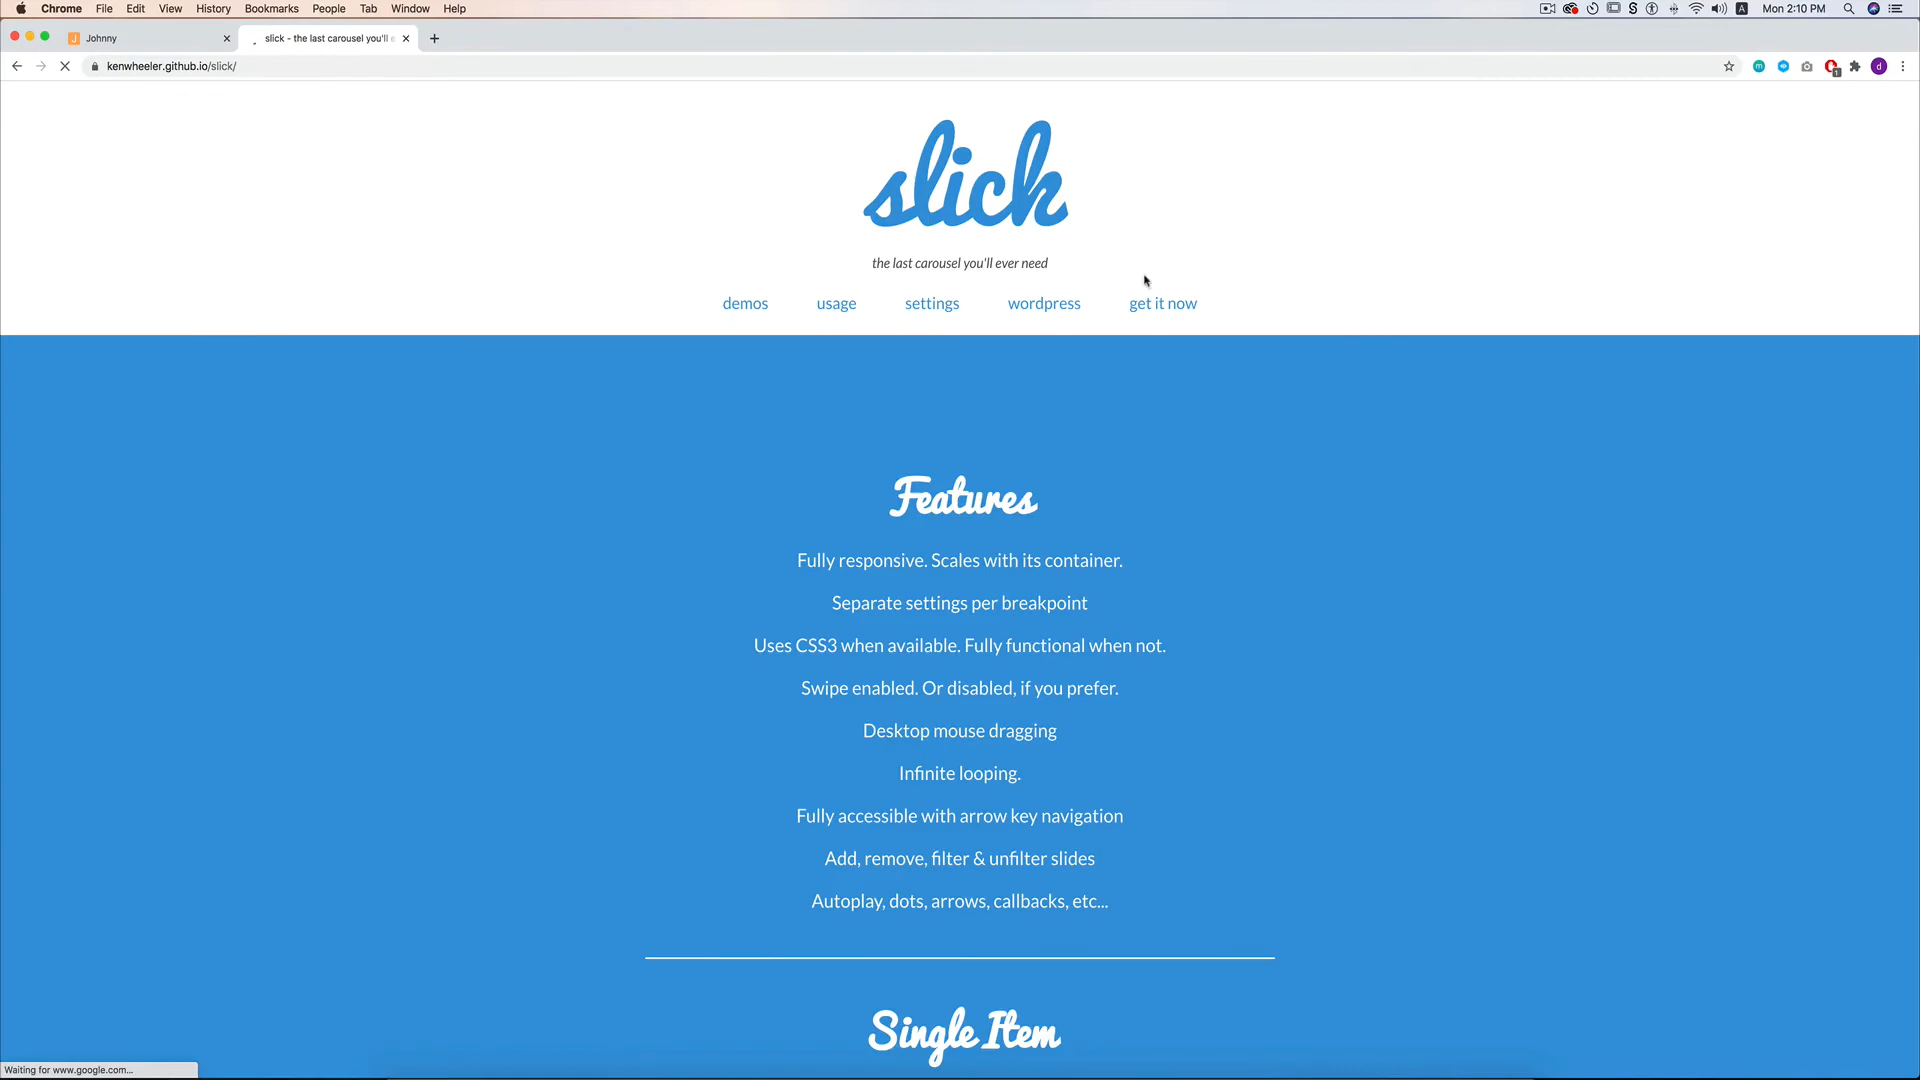 Chrome File Edit View History Bookmarks People Tab Window Help
A Mon 2:10 PM
J Johnny
slick - the last carousel you'll e
kenwheeler.github.io/slick/
m
1
d
slick
the last carousel you'll ever need
demos usage settings wordpress get it now
Features
Fully responsive. Scales with its container.
Separate settings per breakpoint
Uses CSS3 when available. Fully functional when not.
Swipe enabled. Or disabled, if you prefer.
Desktop mouse dragging
Infinite looping.
Fully accessible with arrow key navigation
Add, remove, filter & unfilter slides
Autoplay, dots, arrows, callbacks, etc...
Single Item
Waiting for www.google.com...